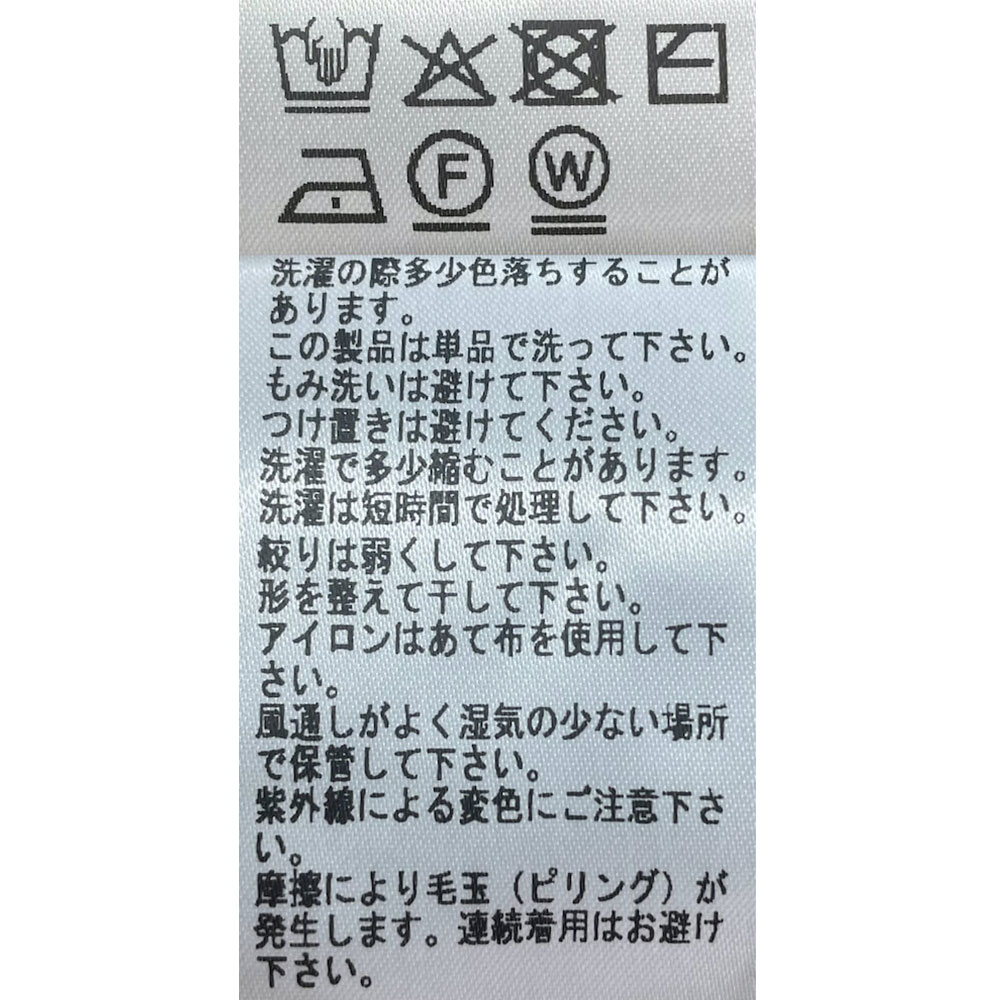 F W
洗濯の際多少色落ちすることが
あります。
この製品は単品で洗って下さい。
もみ洗いは避けて下さい。
つけ置きは避けてください。
洗濯で多少縮むことがあります。
洗濯は短時間で処理して下さい。
絞りは弱くして下さい。
形を整えて干して下さい。
アイロンはあて布を使用して下
さい。
風通しがよく湿気の少ない場所
で保管して下さい。
紫外線による変色にご注意下さ
い。
摩擦により毛玉（ピリング）が
発生します。連続着用はお避け
下さい。